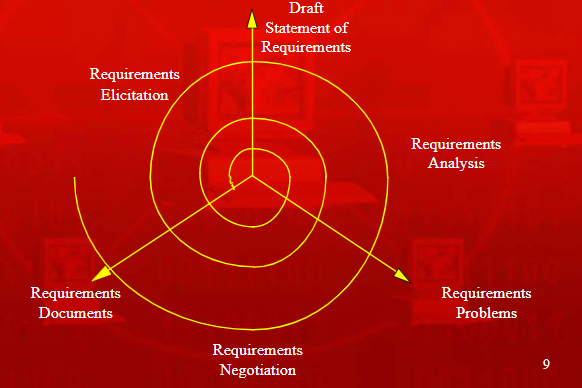 Draft
Statement of
Requirements
Requirements
Elicitation
Requirements
Analysis
Requirements
Documents
Requirements
Problems
Requirements
Negotiation
9